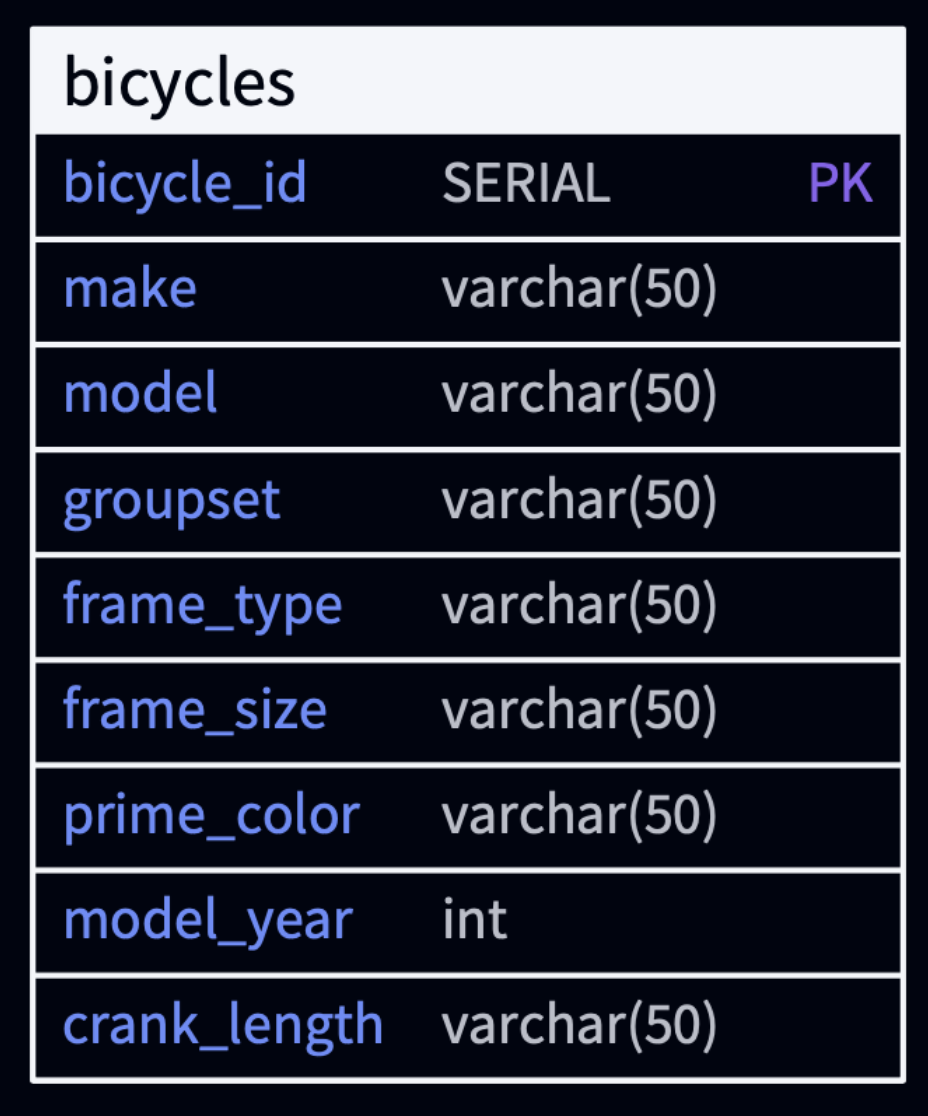 bicycles
bicycle_id SERIAL PK
make varchar(50)
model varchar(50)
groupset varchar(50)
frame_type varchar(50)
frame_size varchar(50)
prime_color varchar(50)
model_year int
crank_length varchar(50)